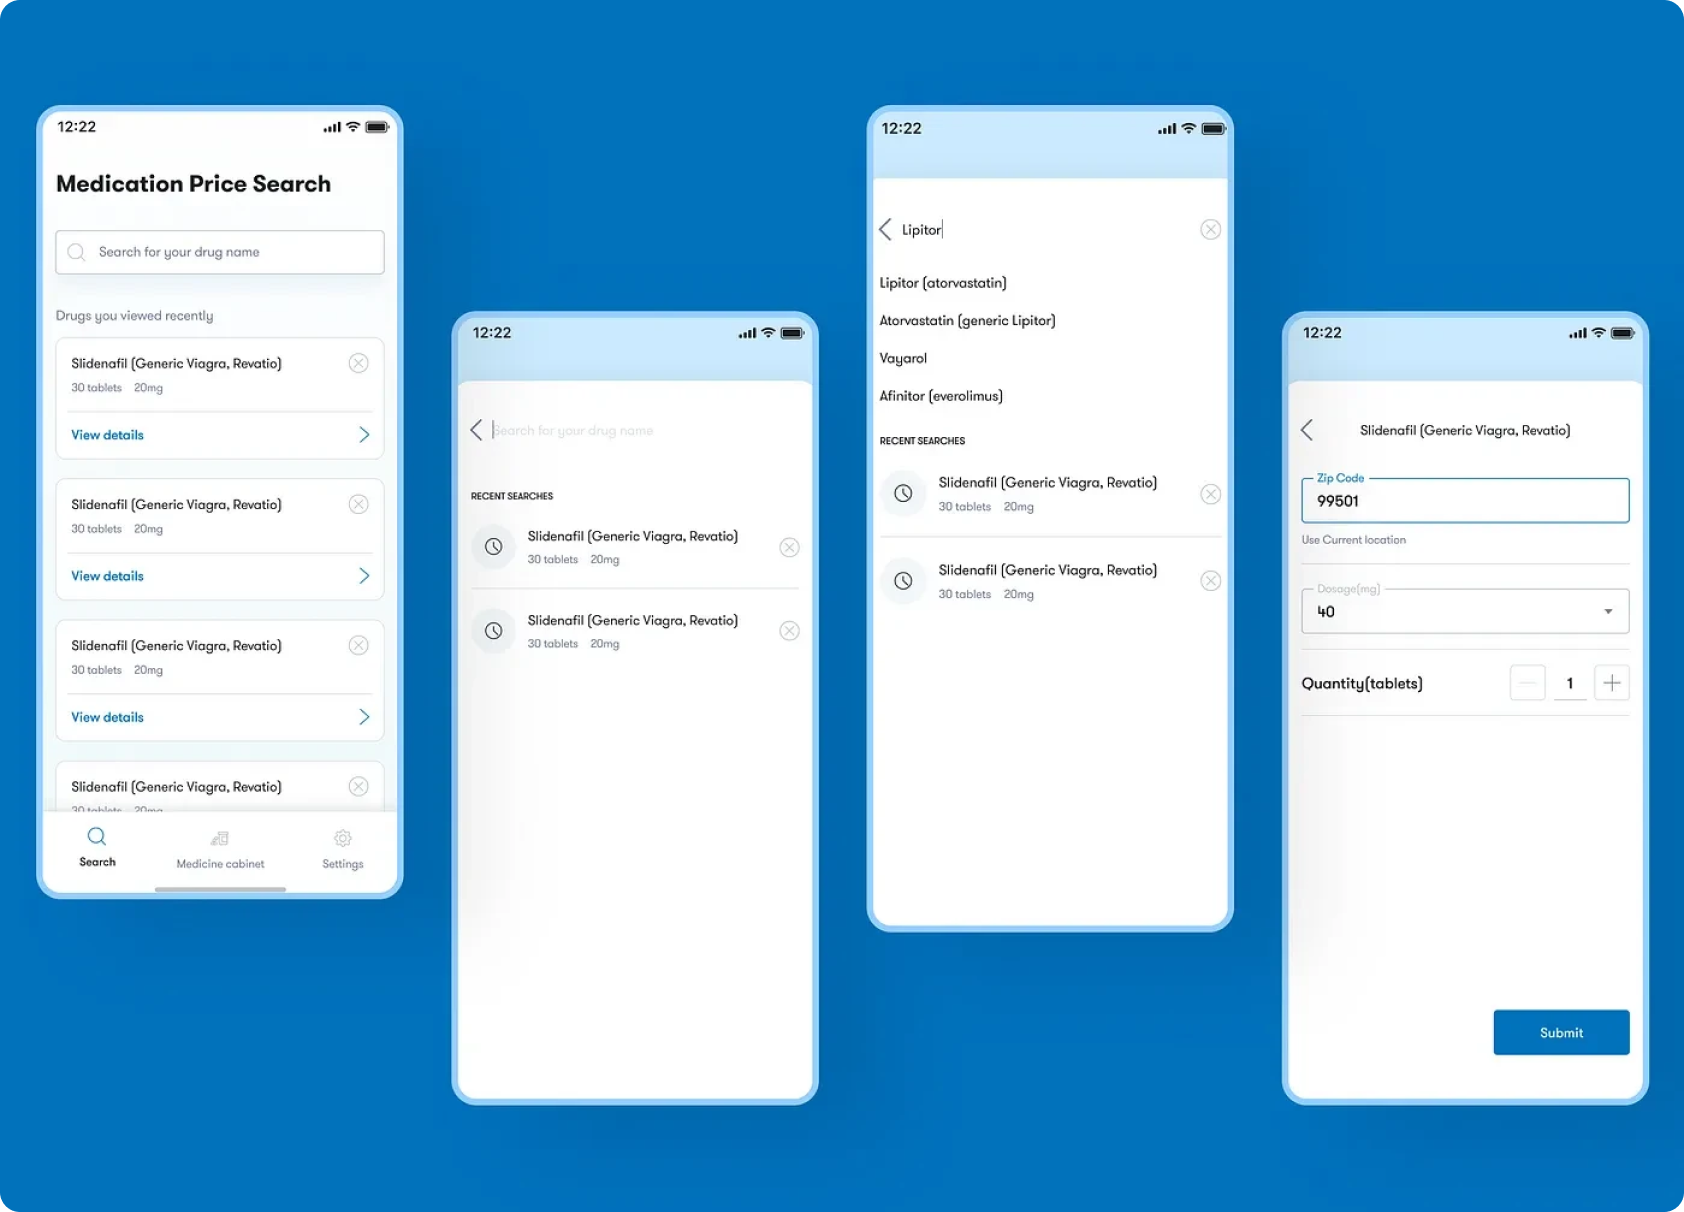 12:22
Medication Price Search
Search for your drug name
Drugs you viewed recently
Slidenafil (Generic Viagra, Revatio)
30 tablets 20mg
View details
Slidenafil (Generic Viagra, Revatio)
30 tablets 20mg
View details
Slidenafil (Generic Viagra, Revatio)
30 tablets 20mg
View details
Slidenafil (Generic Viagra, Revatio)
30 tablets 20mg
Search
Medicine cabinet
Settings
12:22
Search for your drug name
RECENT SEARCHES
Slidenafil (Generic Viagra, Revatio)
30 tablets 20mg
Slidenafil (Generic Viagra, Revatio)
30 tablets 20mg
12:22
Lipitor
Lipitor (atorvastatin)
Atorvastatin (generic Lipitor)
Vayarol
Afinitor (everolimus)
RECENT SEARCHES
Slidenafil (Generic Viagra, Revatio)
30 tablets 20mg
Slidenafil (Generic Viagra, Revatio)
30 tablets 20mg
12:22
Slidenafil (Generic Viagra, Revatio)
Zip Code
99501
Use Current location
Dosage(mg)
40
Quantity(tablets)
1
Submit